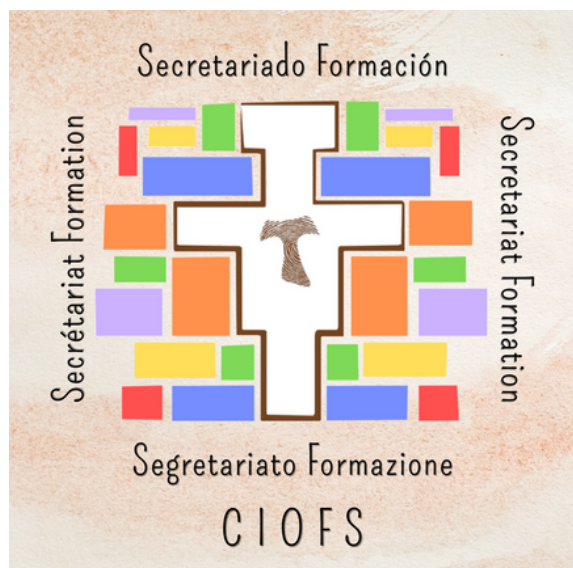 Secretariado Formación
Secrétariat Formation
Secretariat Formation
Segretariato Formazione
CIOFS